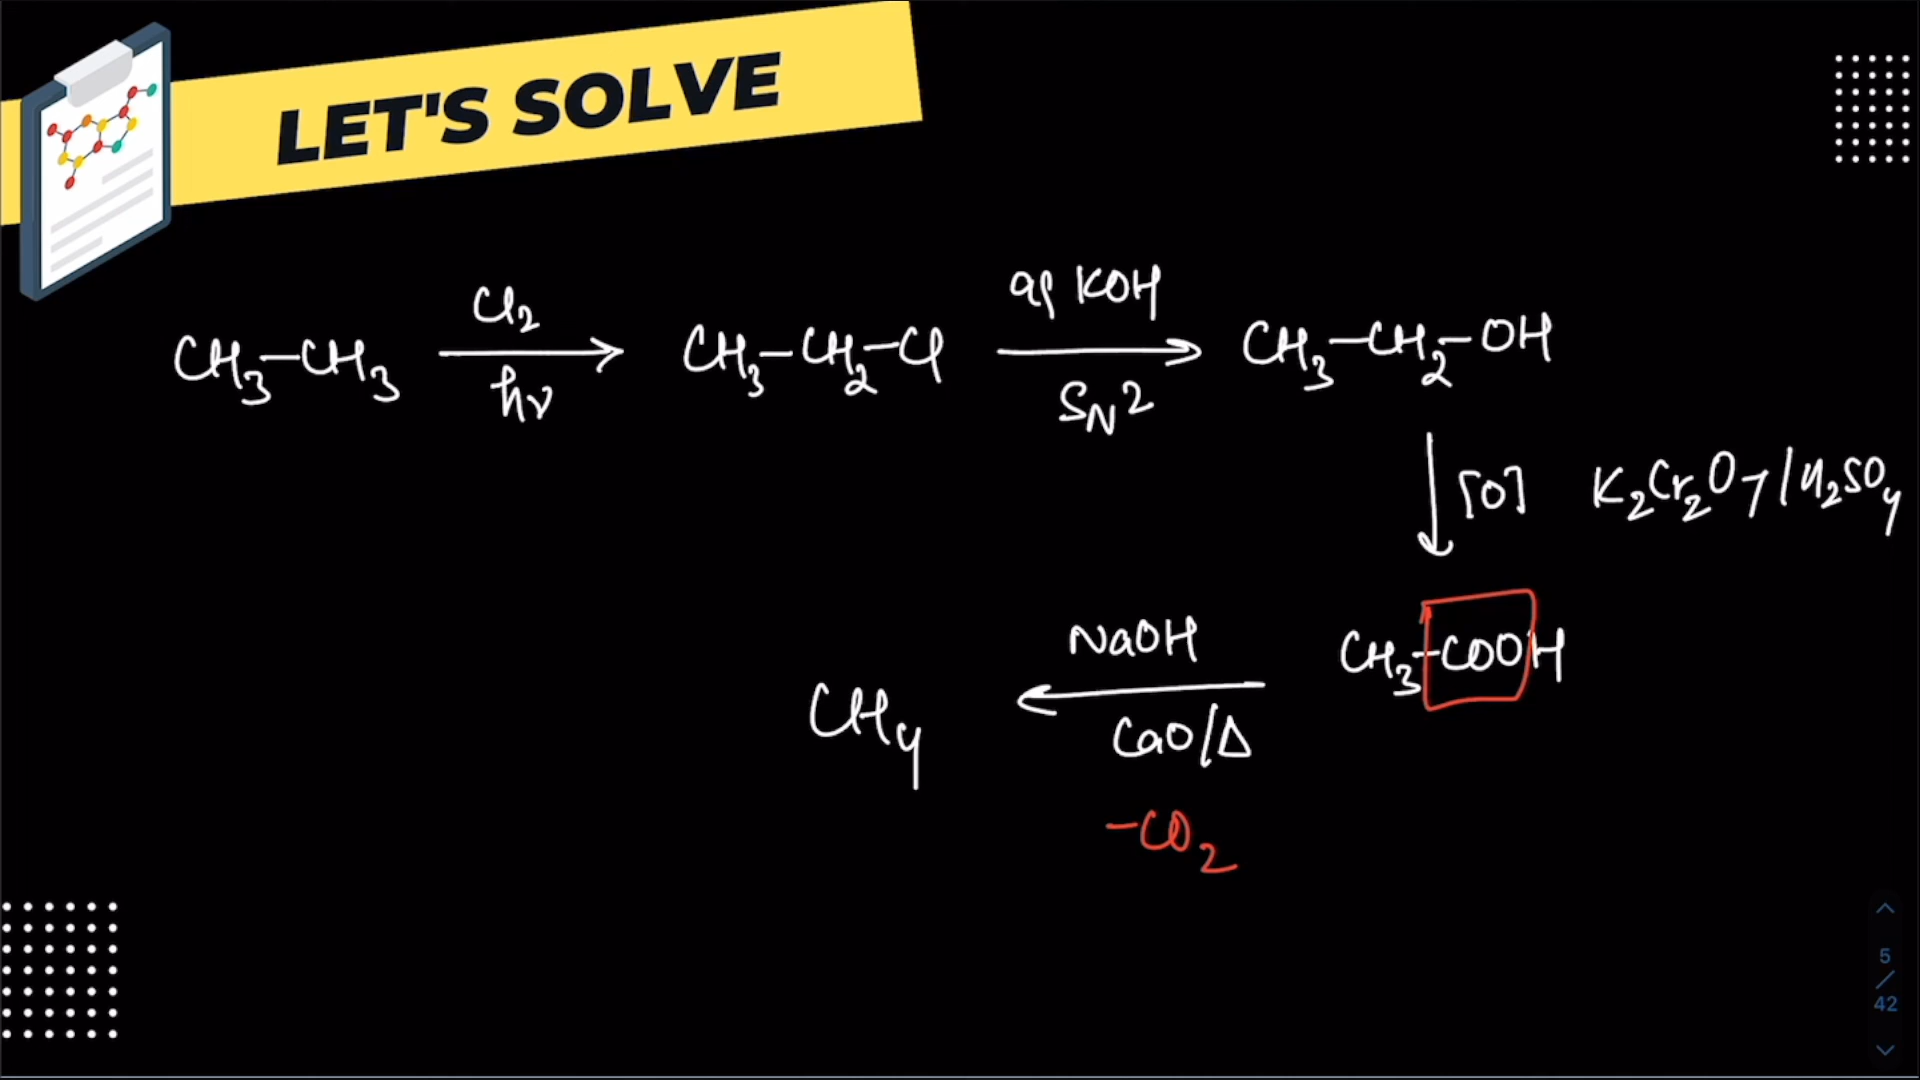 LET'S SOLVE
CH₃–CH₃ —Cl₂/hν→ CH₃–CH₂–Cl —aq KOH/SN2→ CH₃–CH₂–OH
↓ [O] K₂Cr₂O₇/H₂SO₄
CH₃–COOH
NaOH
CaO/Δ
CH₄
-CO₂
5
/
42